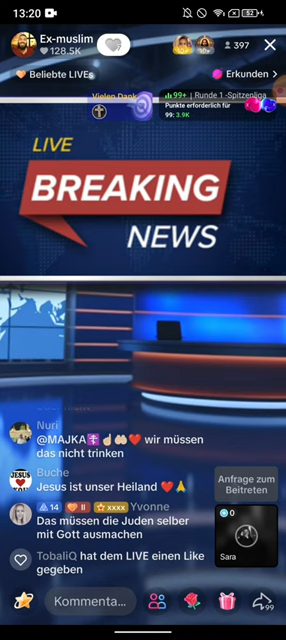 13:20
82
Ex-muslim
128.5K
397
Beliebte LIVEs
Erkunden >
Vielen Dank
99+ | Runde 1 -Spitzenliga
Punkte erforderlich für
99: 3.9K
LIVE
BREAKING
NEWS
Nuri
@MAJKA✝️☝🏻🤲🏻❤️ wir müssen
das nicht trinken
Buche
Jesus ist unser Heiland ❤️🙏
14 II xxxx Yvonne
Das müssen die Juden selber
mit Gott ausmachen
TobaliQ hat dem LIVE einen Like
gegeben
Anfrage zum
Beitreten
0
Sara
Kommenta...
99+